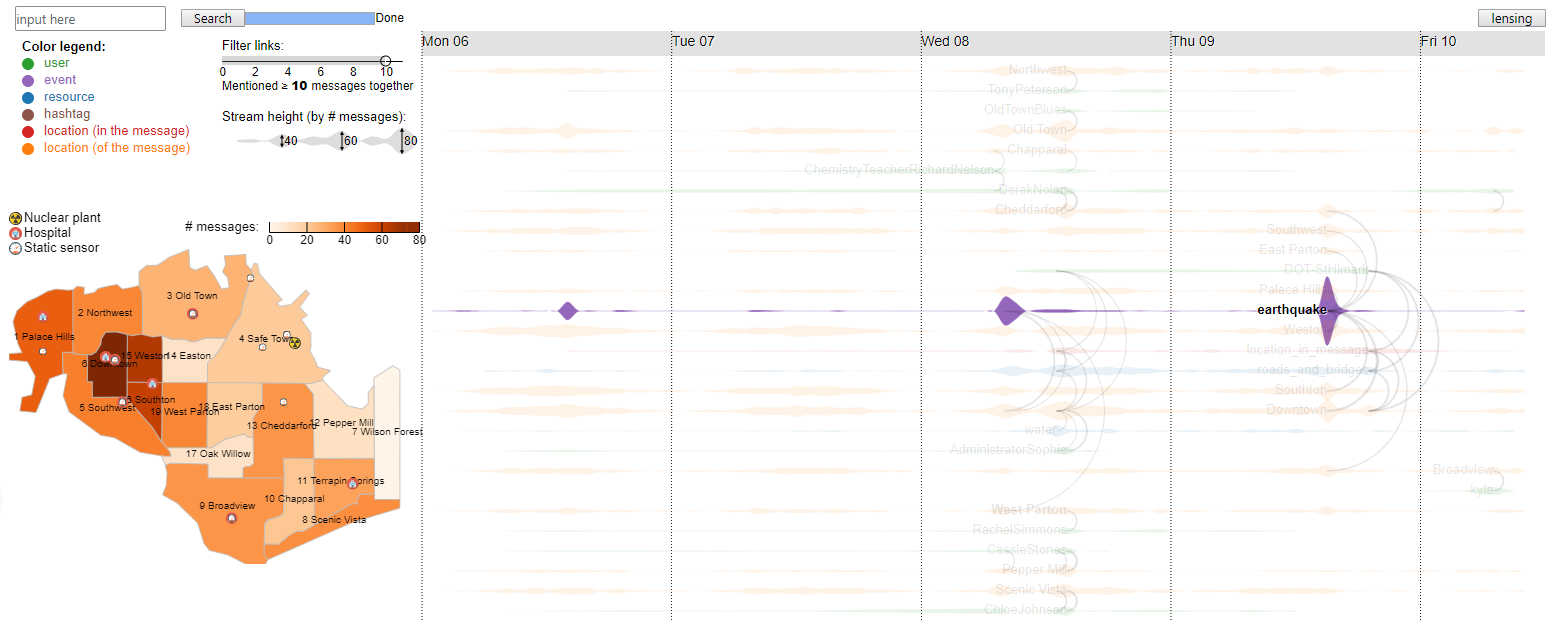 input here
Search
Done
lensing
Color legend:
user
event
resource
hashtag
location (in the message)
location (of the message)
Filter links:
0 2 4 6 8 10
Mentioned ≥ 10 messages together
Stream height (by # messages):
40 60 80
Nuclear plant
Hospital
Static sensor
# messages:
0 20 40 60 80
3 Old Town
2 Northwest
1 Palace Hills
4 Safe Town
15 Weston
14 Easton
6 Downtown
16 Southton
5 Southwest
19 West Parton
18 East Parton
13 Cheddarford
12 Pepper Mill
7 Wilson Forest
17 Oak Willow
11 Terrapin Springs
10 Chapparal
9 Broadview
8 Scenic Vista
Mon 06
Tue 07
Wed 08
Thu 09
Fri 10
Northwest
TonyPeterson
OldTownBlues
Old Town
Chapparal
ChemistryTeacherRichardNelson
DerekNolan
Cheddarford
Southwest
East Parton
DOT-StHimark
Palace Hills
earthquake
Weston
location_in_message
roads_and_bridges
Southton
Downtown
water
AdministratorSophie
Broadview
kyle
West Parton
RachelSimmons
CassieStone
Pepper Mill
Scenic Vista
ChloeJohnson